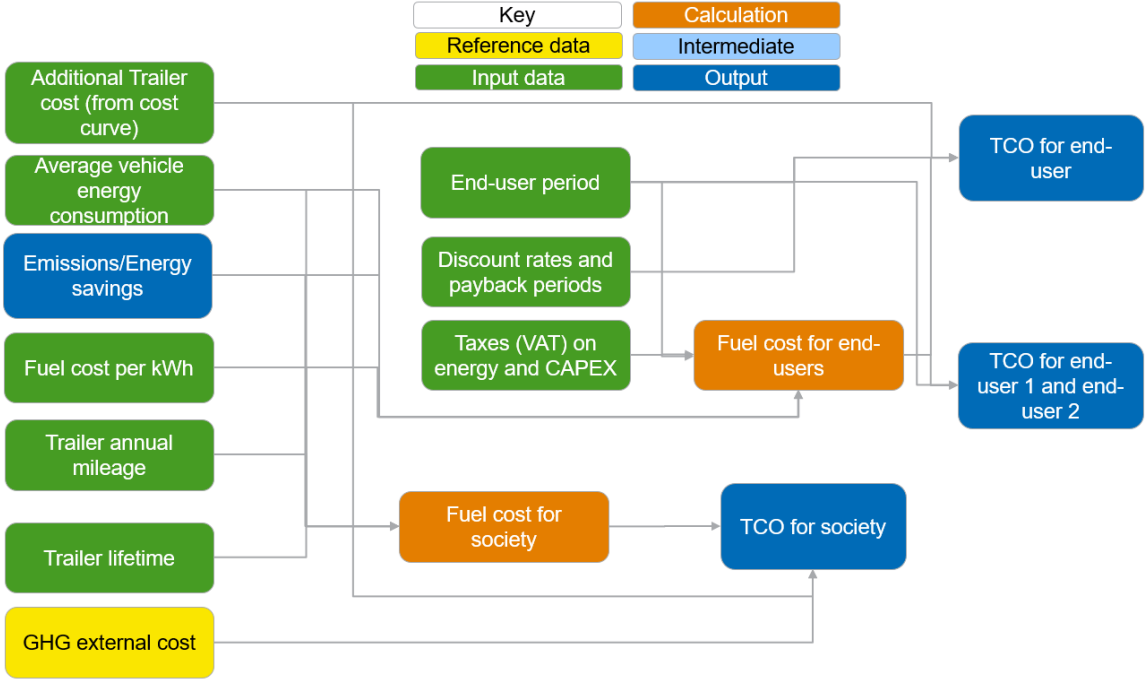 Key
Calculation
Reference data
Intermediate
Input data
Output
Additional Trailer
cost (from cost
curve)
Average vehicle
energy
consumption
Emissions/Energy
savings
Fuel cost per kWh
Trailer annual
mileage
Trailer lifetime
GHG external cost
End-user period
Discount rates and
payback periods
Taxes (VAT) on
energy and CAPEX
Fuel cost for
society
Fuel cost for end-
users
TCO for society
TCO for end-
user
TCO for end-
user 1 and end-
user 2